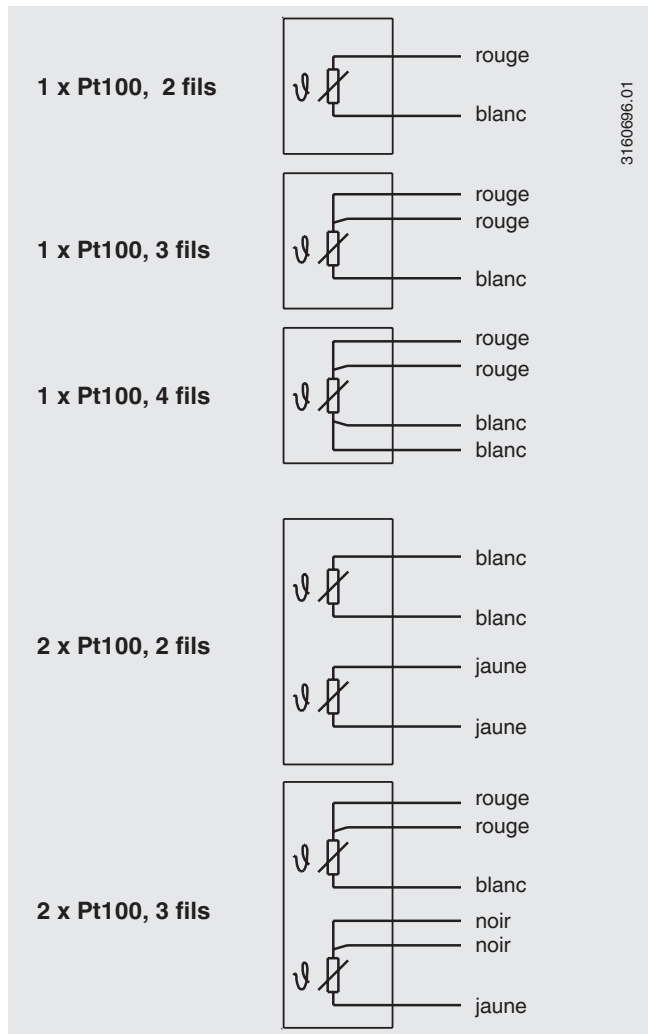 1 x Pt100, 2 fils
ϑ
rouge
blanc
3160696.01
1 x Pt100, 3 fils
ϑ
rouge
rouge
blanc
1 x Pt100, 4 fils
ϑ
rouge
rouge
blanc
blanc
2 x Pt100, 2 fils
ϑ
blanc
blanc
ϑ
jaune
jaune
2 x Pt100, 3 fils
ϑ
rouge
rouge
blanc
ϑ
noir
noir
jaune